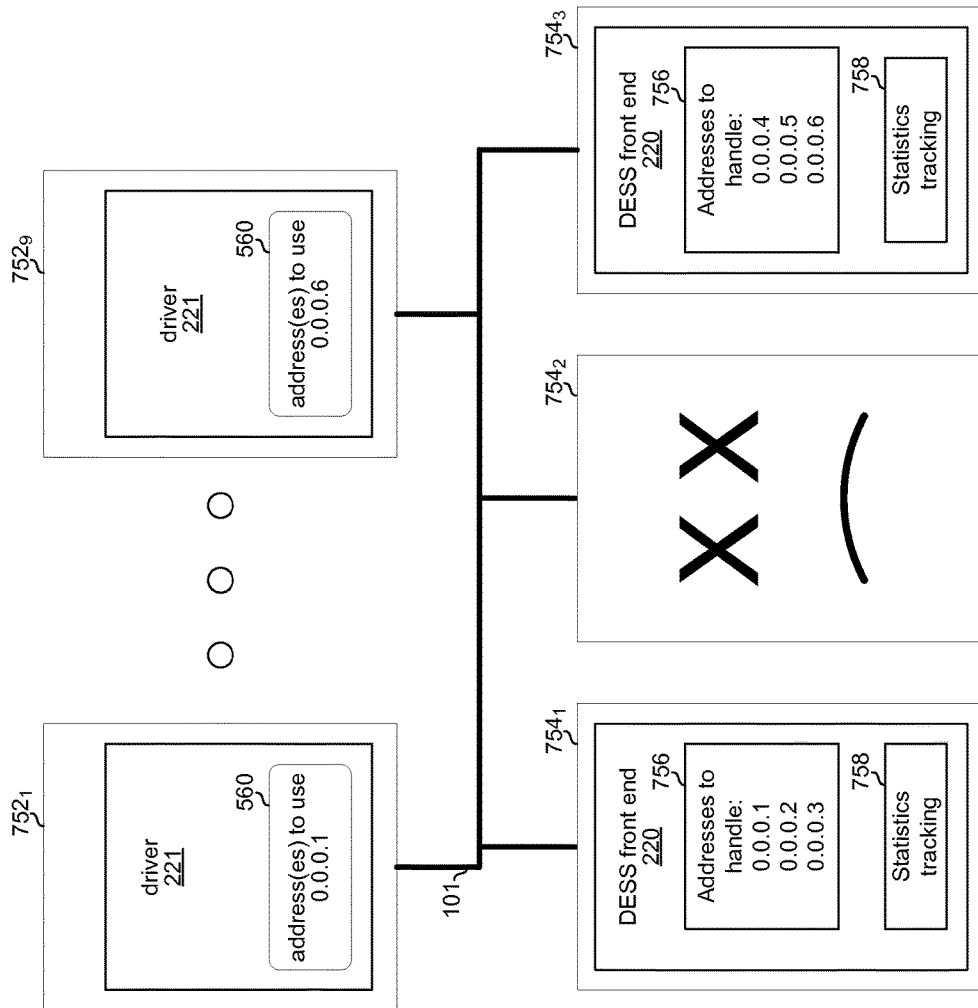 752₁
driver
221
560
address(es) to use
0.0.0.1
752₉
driver
221
560
address(es) to use
0.0.0.6
101
754₁
DESS front end
220
756
Addresses to
handle:
0.0.0.1
0.0.0.2
0.0.0.3
758
Statistics
tracking
754₂
X X
754₃
DESS front end
220
756
Addresses to
handle:
0.0.0.4
0.0.0.5
0.0.0.6
758
Statistics
tracking